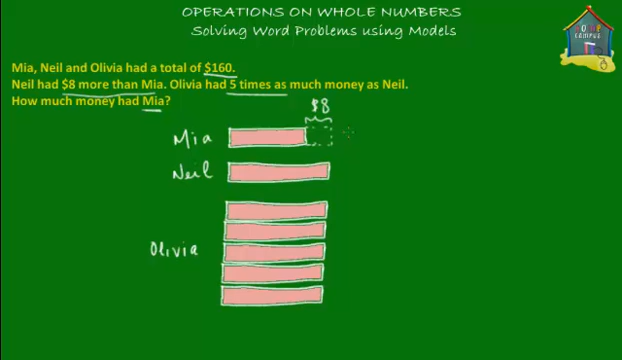 OPERATIONS ON WHOLE NUMBERS
Solving Word Problems using Models
HOME
CAMPUS
Mia, Neil and Olivia had a total of $160.
Neil had $8 more than Mia. Olivia had 5 times as much money as Neil.
How much money had Mia?
$8
Mia
Neil
Olivia